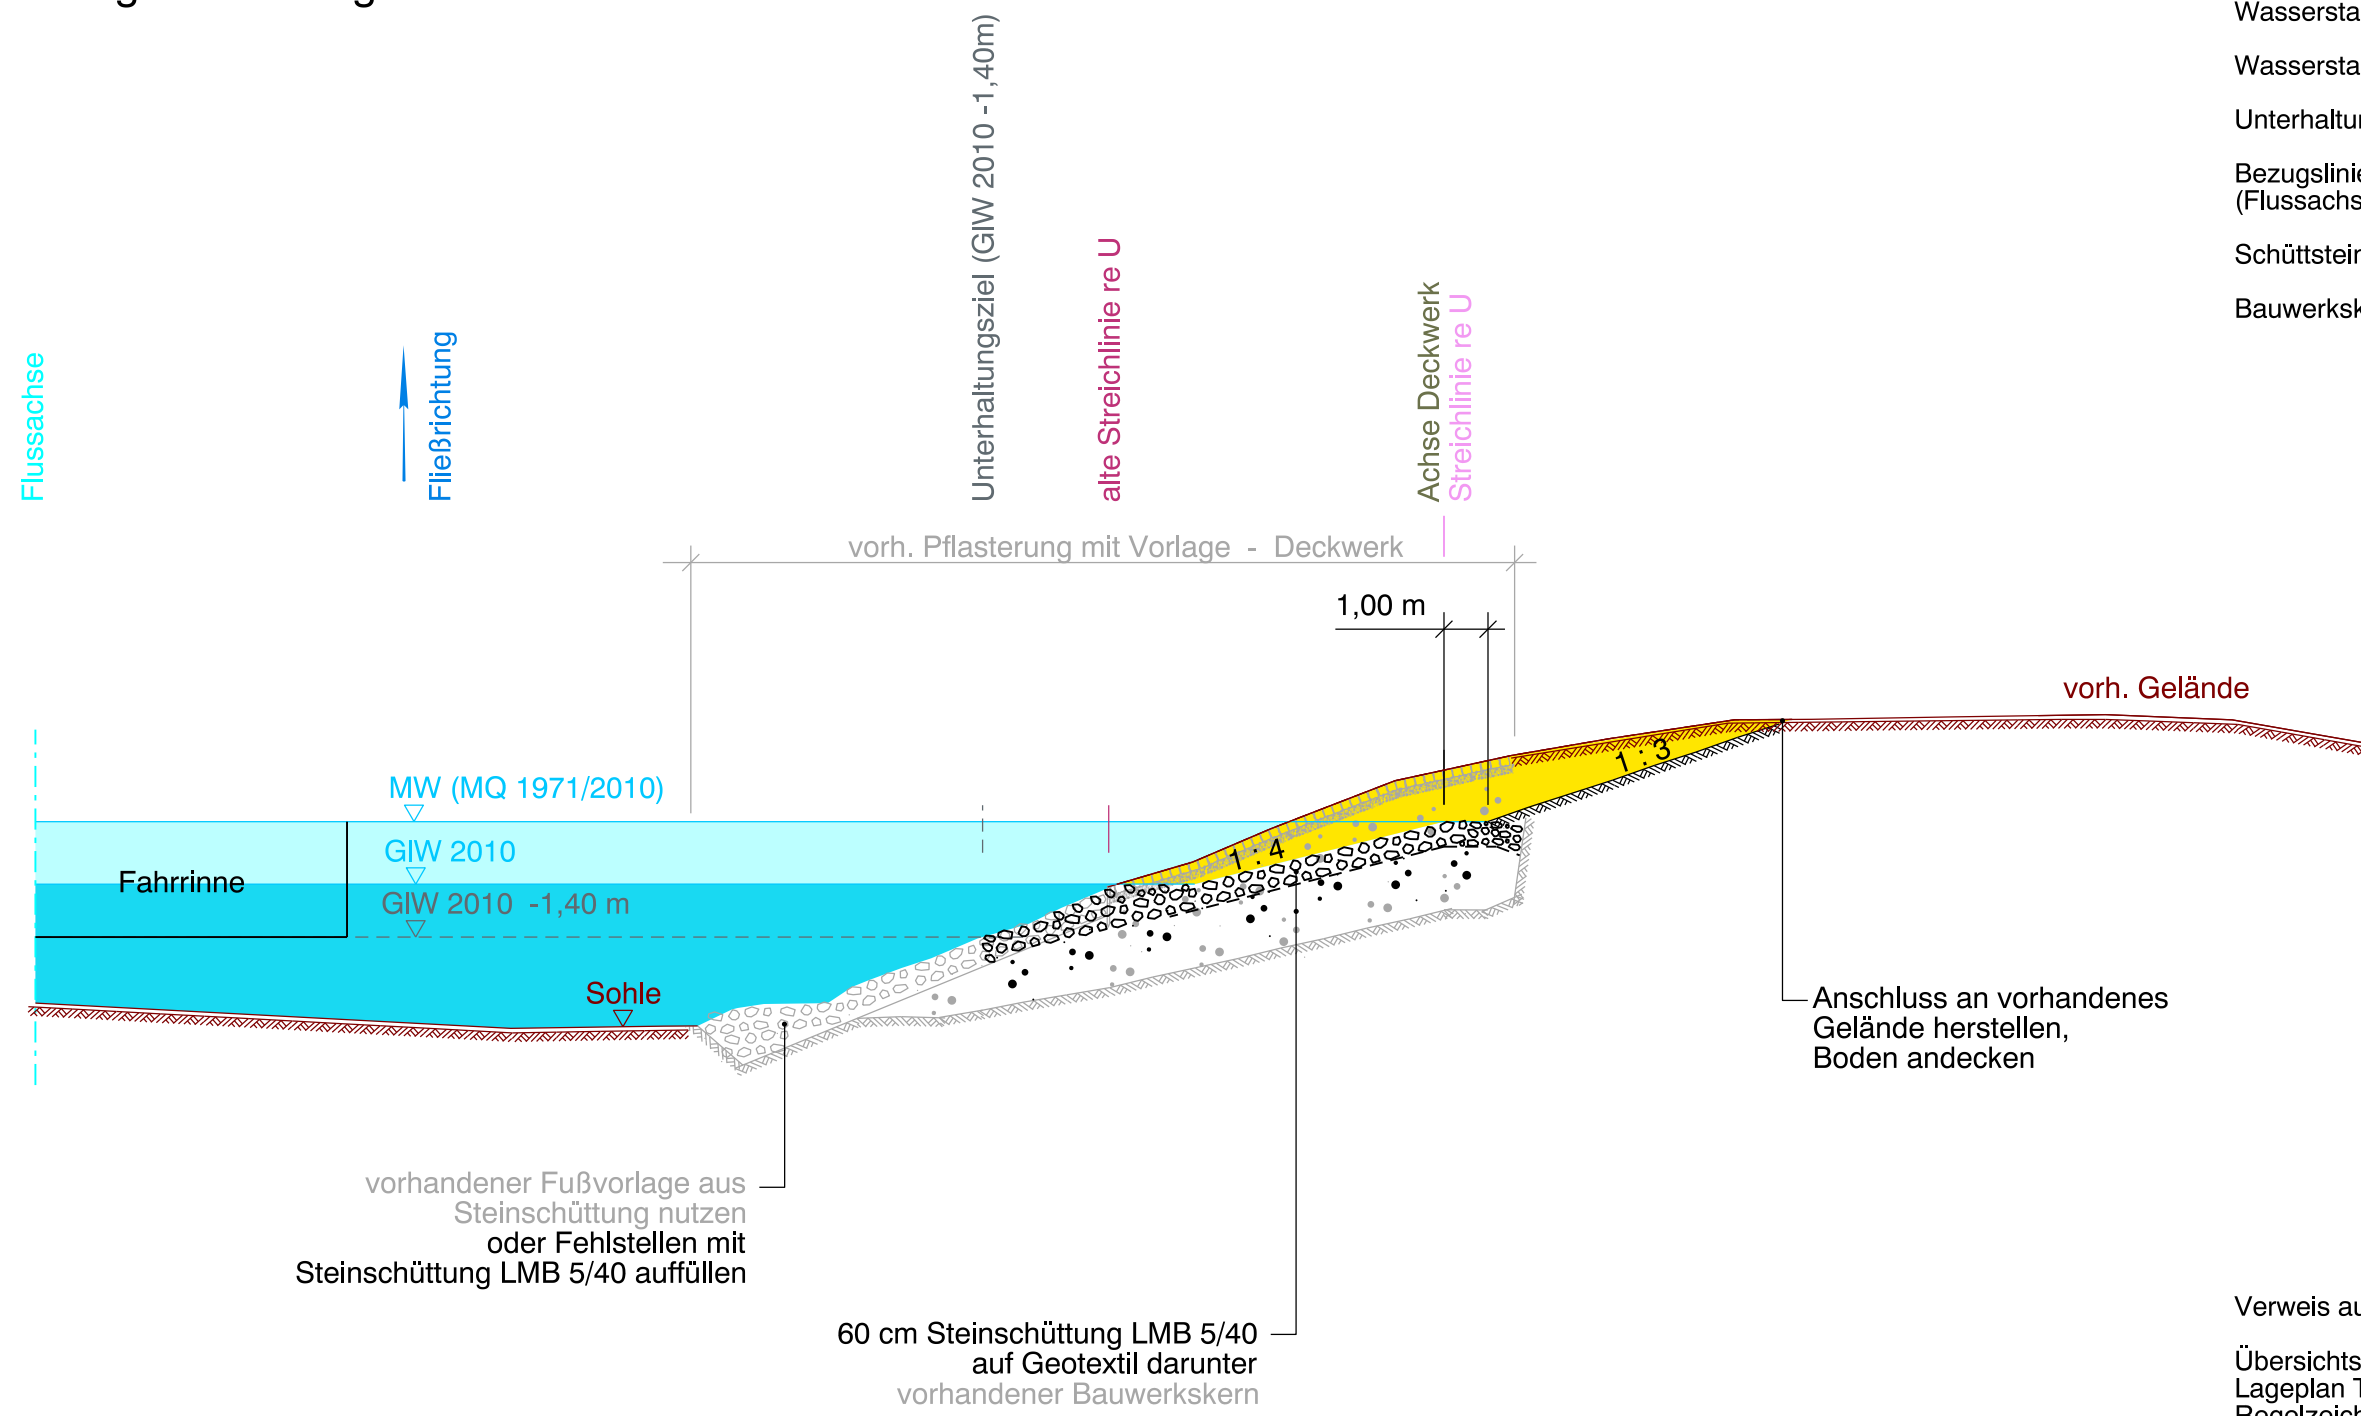 Unterhaltungsziel (GlW 2010 -1,40m)
alte Streichlinie re U
Achse Deckwerk
Streichlinie re U
Flussachse
Fließrichtung
vorh. Pflasterung mit Vorlage - Deckwerk
1,00 m
vorh. Gelände
MW (MQ 1971/2010)
GlW 2010
Fahrrinne
GlW 2010 -1,40 m
1 : 4
1 : 3
Sohle
Anschluss an vorhandenes
Gelände herstellen,
Boden andecken
vorhandener Fußvorlage aus
Steinschüttung nutzen
oder Fehlstellen mit
Steinschüttung LMB 5/40 auffüllen
60 cm Steinschüttung LMB 5/40
auf Geotextil darunter
vorhandener Bauwerkskern
Verweis
Lageplan